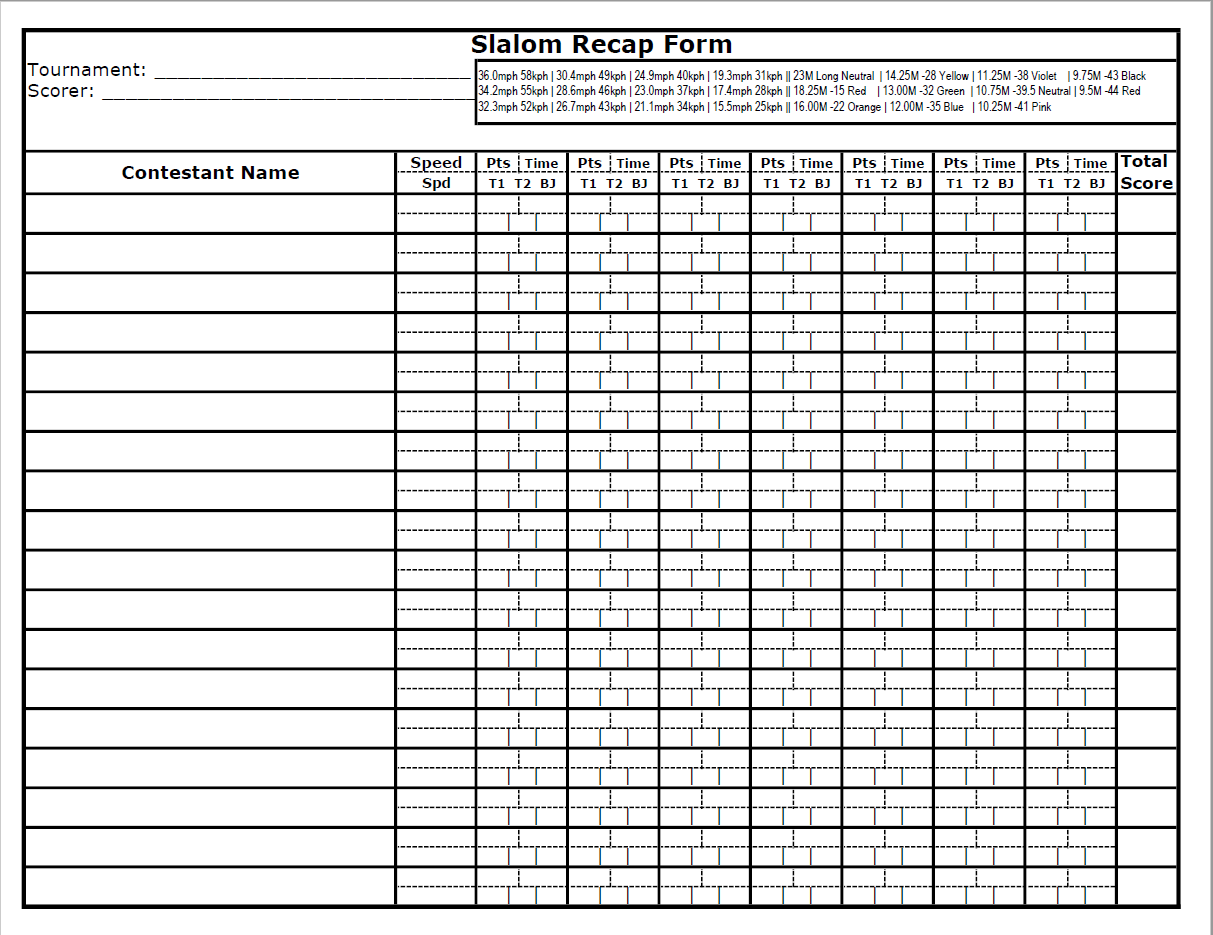 Slalom Recap Form
Tournament: ______________________________
Scorer: ___________________________________
36.0mph 58kph | 30.4mph 49kph | 24.9mph 40kph | 19.3mph 31kph || 23M Long Neutral | 14.25M -28 Yellow | 11.25M -38 Violet | 9.75M -43 Black
34.2mph 55kph | 28.6mph 46kph | 23.0mph 37kph | 17.4mph 28kph || 18.25M -15 Red | 13.00M -32 Green | 10.75M -39.5 Neutral | 9.5M -44 Red
32.3mph 52kph | 26.7mph 43kph | 21.1mph 34kph | 15.5mph 25kph || 16.00M -22 Orange | 12.00M -35 Blue | 10.25M -41 Pink
Contestant Name
Speed Pts Time Pts Time Pts Time Pts Time Pts Time Pts Time Pts Time Total
Spd T1 T2 BJ T1 T2 BJ T1 T2 BJ T1 T2 BJ T1 T2 BJ T1 T2 BJ T1 T2 BJ Score